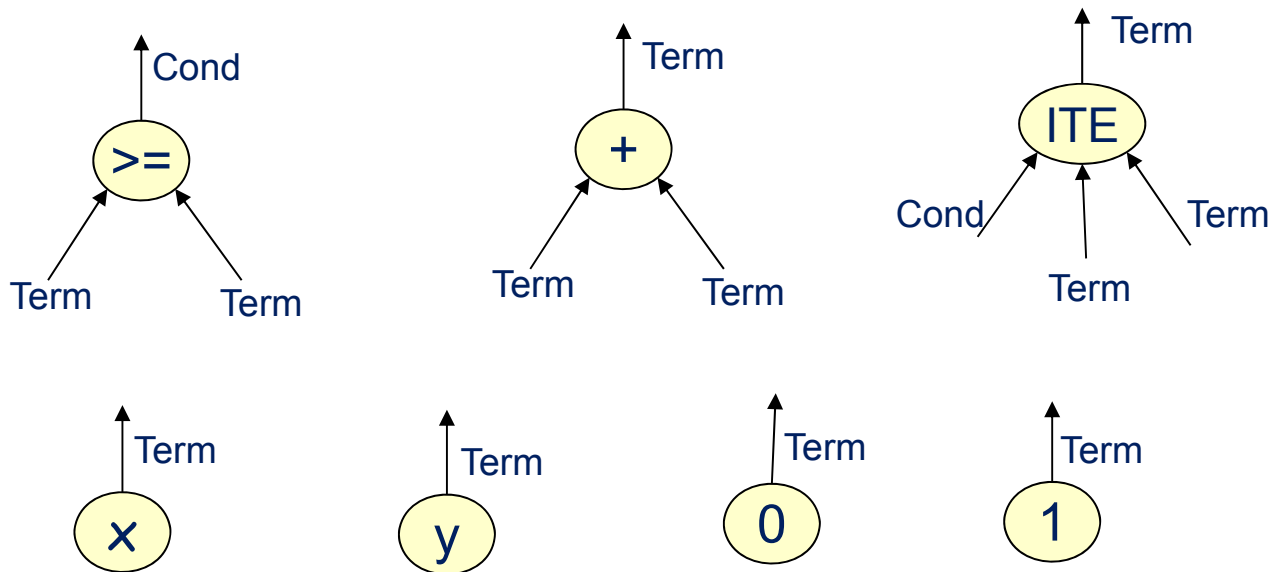 Cond
>=
Term Term
Term
+
Term Term
Term
ITE
Cond Term Term
Term
x
Term
y
Term
0
Term
1